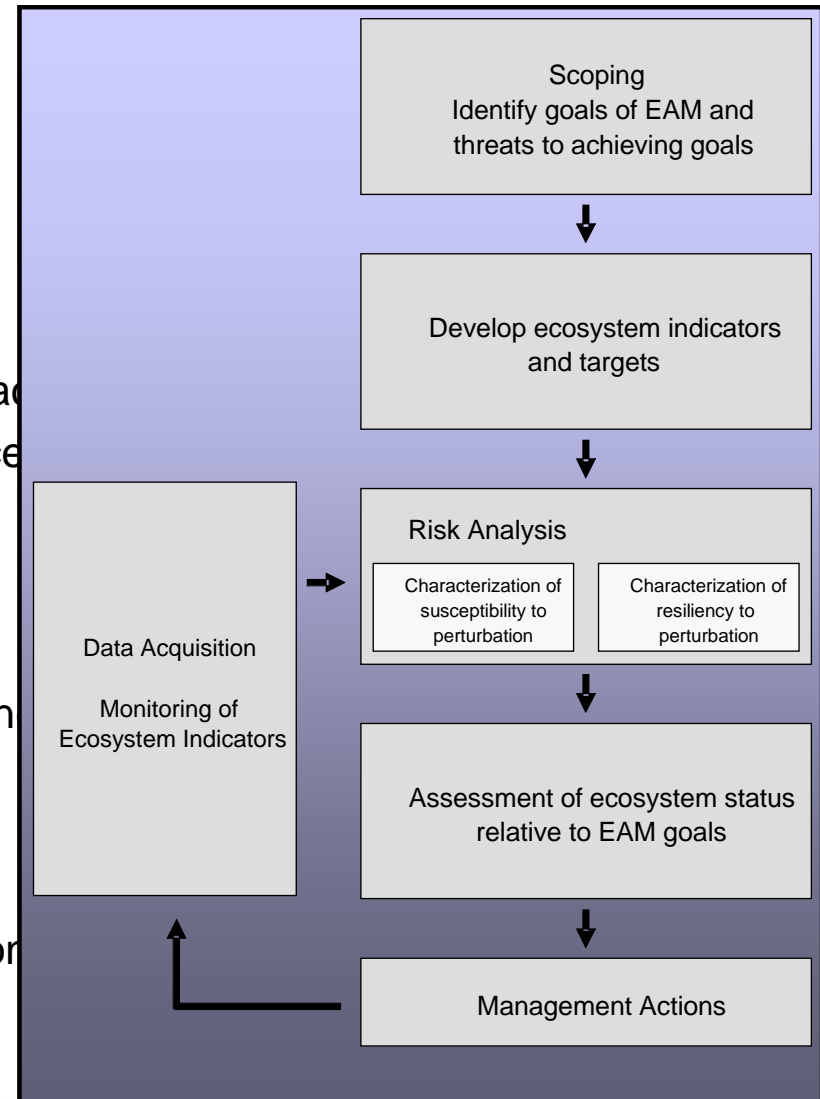 Scoping
Identify goals of EAM and
threats to achieving goals
Develop ecosystem indicators
and targets
Risk Analysis
Characterization of
susceptibility to
perturbation
Characterization of
resiliency to
perturbation
Data Acquisition
Monitoring of
Ecosystem Indicators
Assessment of ecosystem status
relative to EAM goals
Management Actions